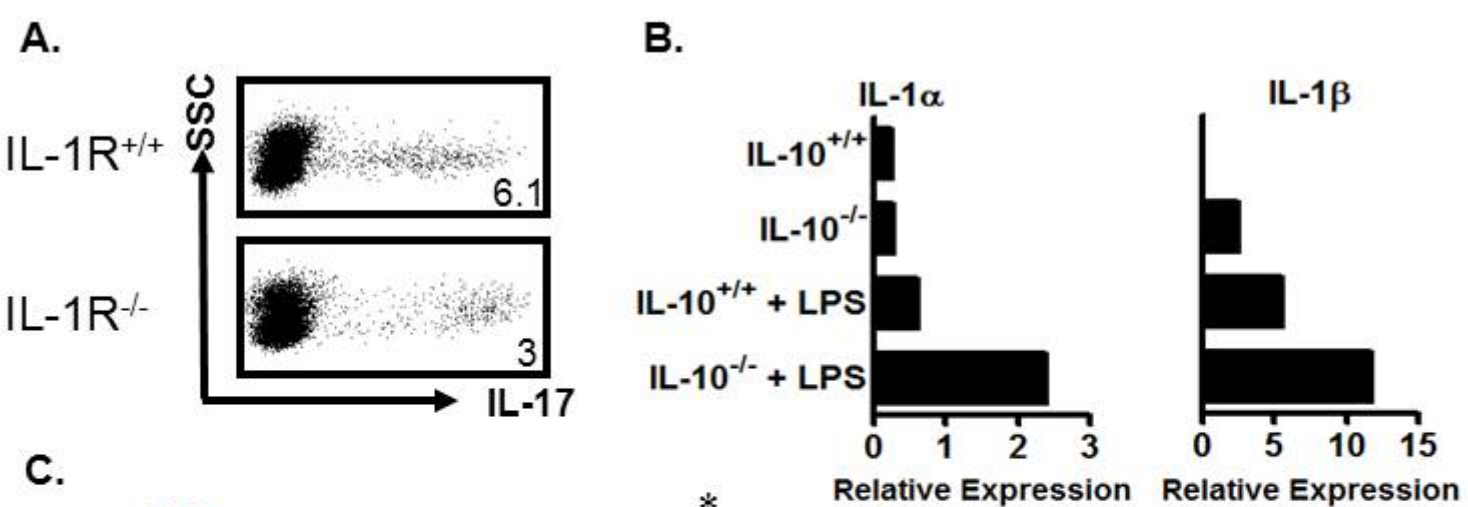 A.
SSC
IL-1R+/+
6.1
IL-1R-/-
3
IL-17
B.
IL-1α
IL-1β
IL-10+/+
IL-10-/-
IL-10+/+ + LPS
IL-10-/- + LPS
0 1 2 3
0 5 10 15
Relative Expression
Relative Expression
C.
*